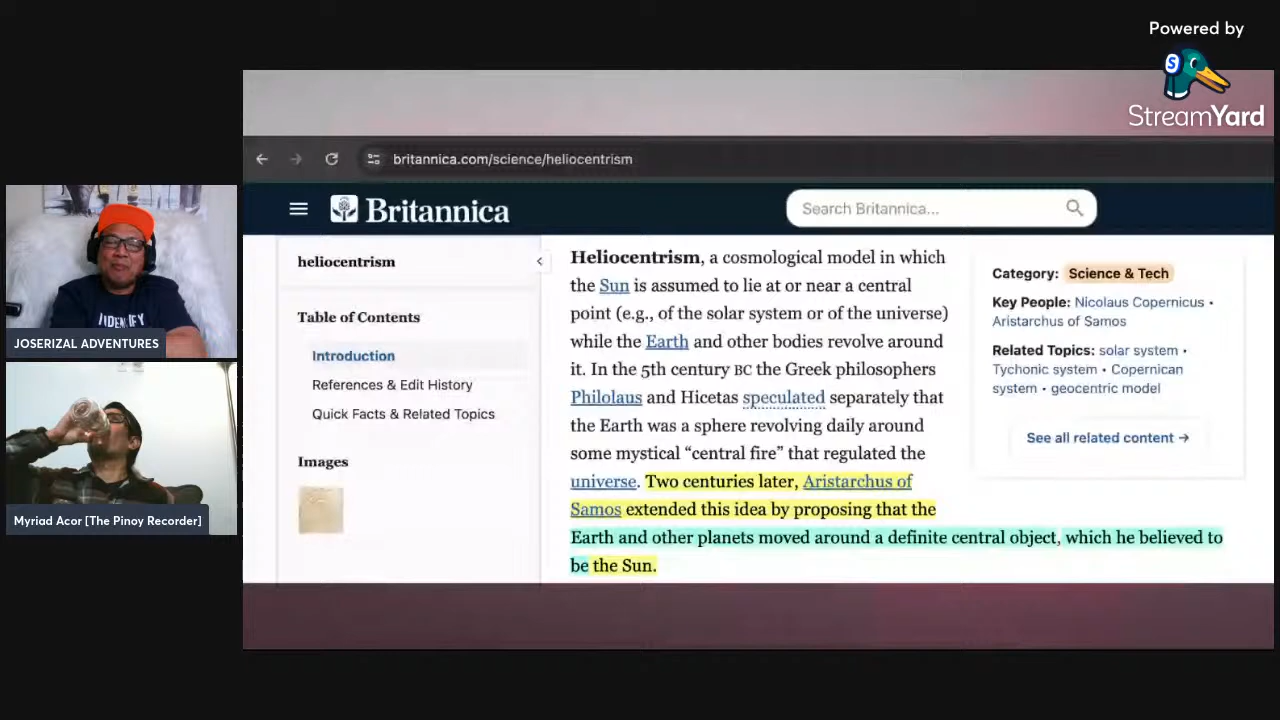 Powered by
StreamYard
britannica.com/science/heliocentrism
Britannica
Search Britannica...
heliocentrism
Table of Contents
Introduction
References & Edit History
Quick Facts & Related Topics
Images
Heliocentrism, a cosmological model in which
the Sun is assumed to lie at or near a central
point (e.g., of the solar system or of the universe)
while the Earth and other bodies revolve around
it. In the 5th century BC the Greek philosophers
Philolaus and Hicetas speculated separately that
the Earth was a sphere revolving daily around
some mystical “central fire” that regulated the
universe. Two centuries later, Aristarchus of
Samos extended this idea by proposing that the
Earth and other planets moved around a definite central object, which he believed to
be the Sun.
Category: Science & Tech
Key People: Nicolaus Copernicus •
Aristarchus of Samos
Related Topics: solar system •
Tychonic system • Copernican
system • geocentric model
See all related content →
JOSERIZAL ADVENTURES
Myriad Acor [The Pinoy Recorder]